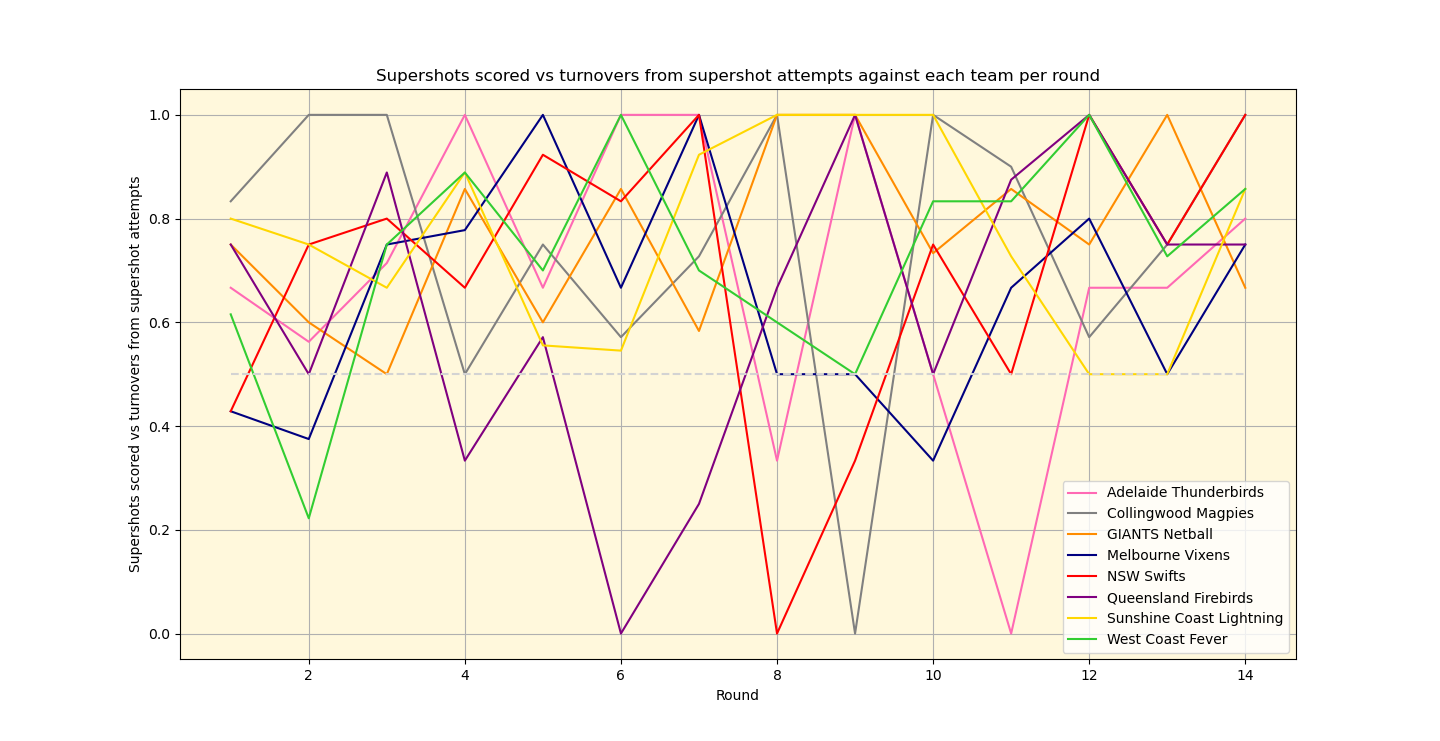 Supershots scored vs turnovers from supershot attempts against each team per round
Supershots scored vs turnovers from supershot attempts
1.0
0.8
0.6
0.4
0.2
0.0
Adelaide Thunderbirds
Collingwood Magpies
GIANTS Netball
Melbourne Vixens
NSW Swifts
Queensland Firebirds
Sunshine Coast Lightning
West Coast Fever
2 4 6 8 10 12 14
Round